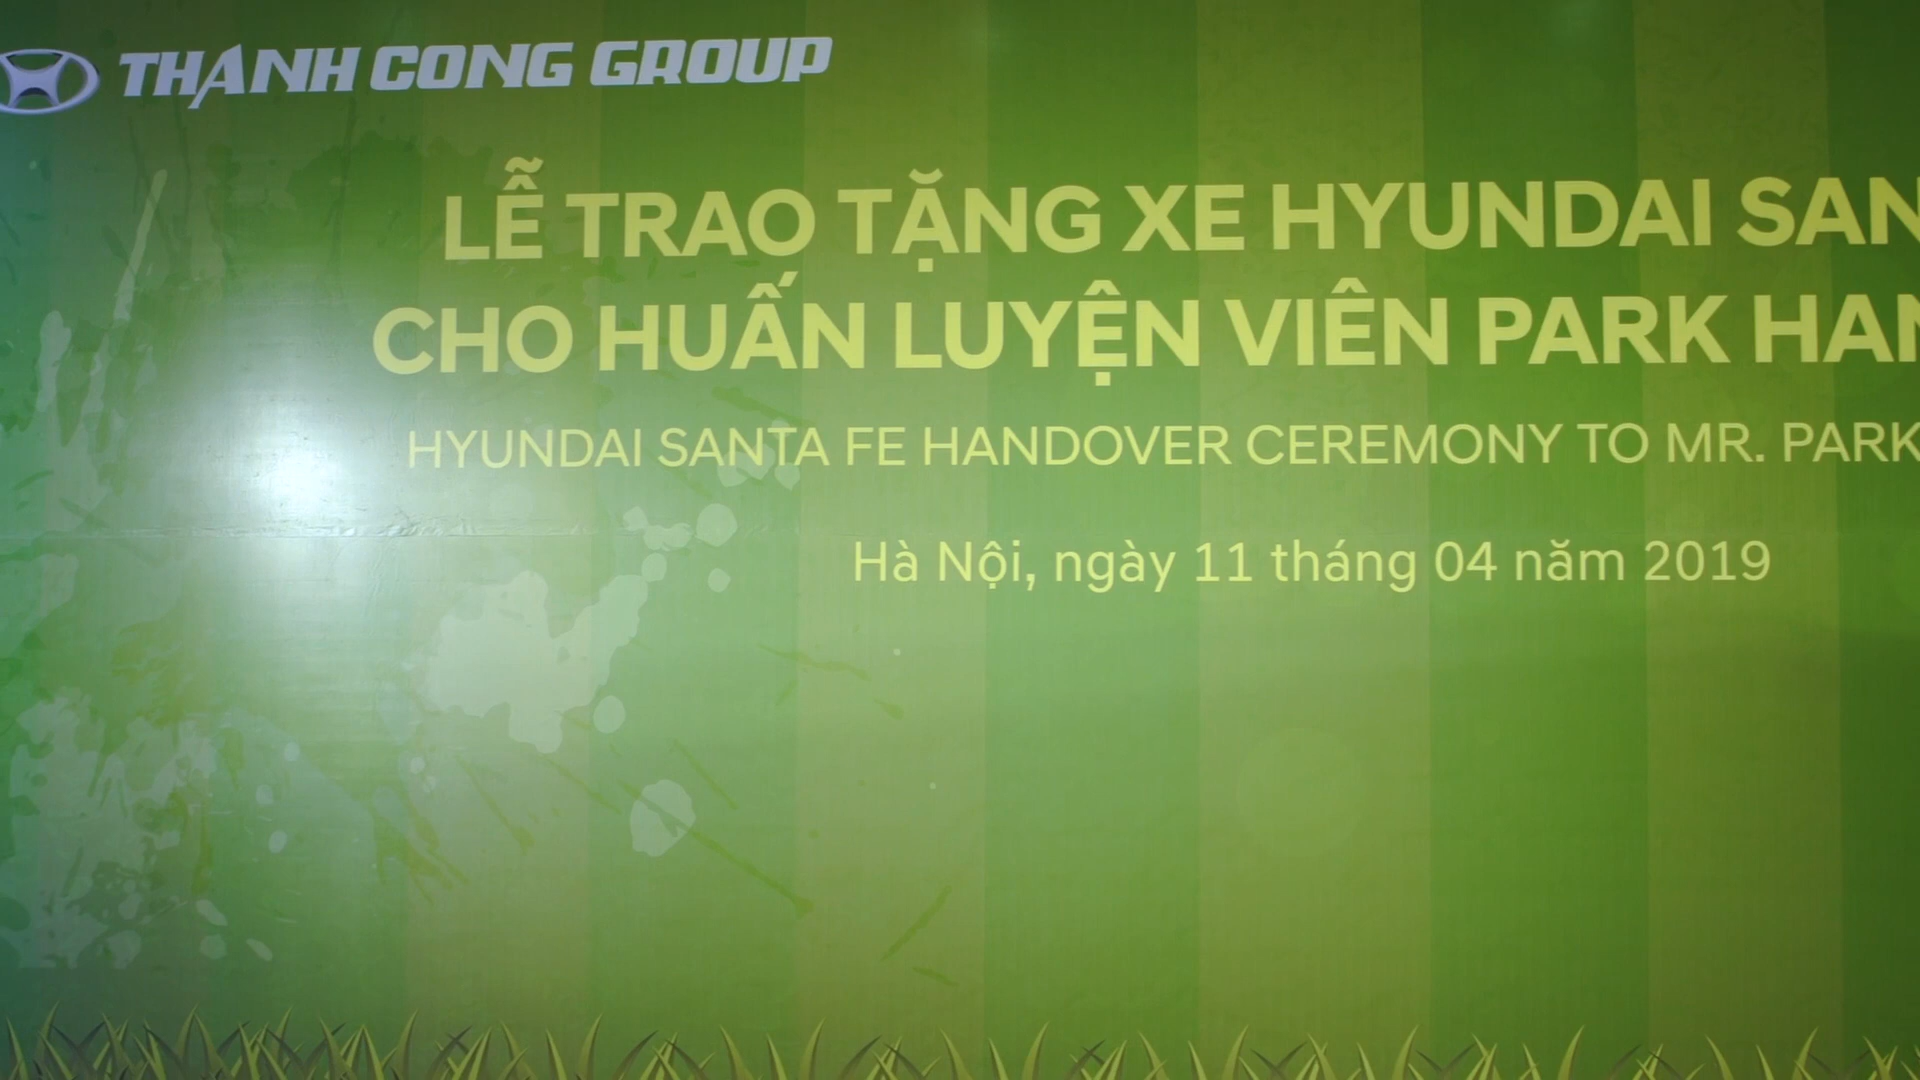 THANH CONG GROUP
LỄ TRAO TẶNG XE HYUNDAI SAN
CHO HUẤN LUYỆN VIÊN PARK HAN
HYUNDAI SANTA FE HANDOVER CEREMONY TO MR. PARK
Hà Nội, ngày 11 tháng 04 năm 2019